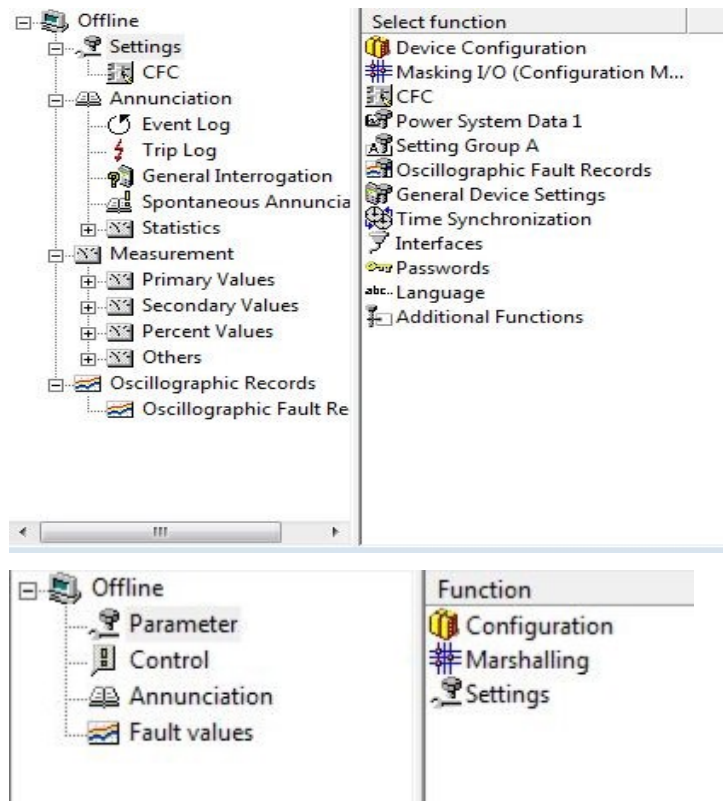 Offline
Settings
CFC
Annunciation
Event Log
Trip Log
General Interrogation
Spontaneous Annuncia
Statistics
Measurement
Primary Values
Secondary Values
Percent Values
Others
Oscillographic Records
Oscillographic Fault Re
Select function
Device Configuration
Masking I/O (Configuration M...
CFC
Power System Data 1
Setting Group A
Oscillographic Fault Records
General Device Settings
Time Synchronization
Interfaces
Passwords
abc.. Language
Additional Functions
Offline
Parameter
Control
Annunciation
Fault values
Function
Configuration
Marshalling
Settings